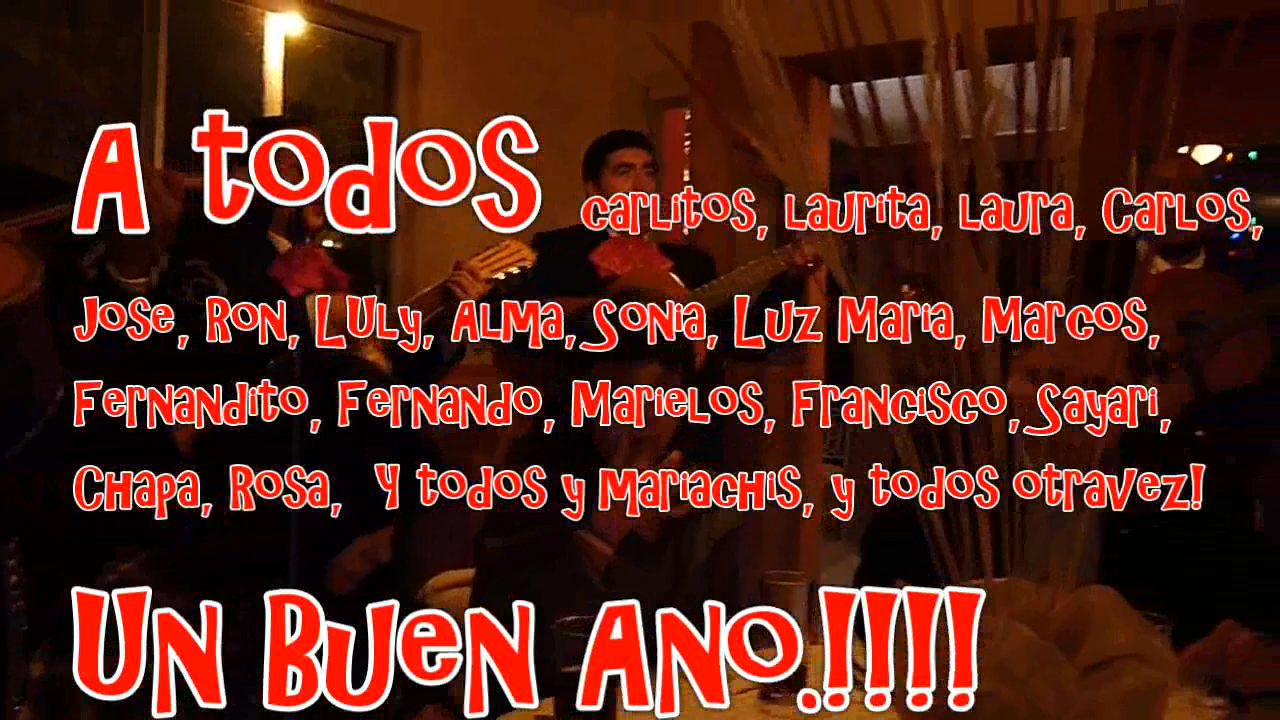 A todos Carlitos, Laurita, Laura, Carlos,
Jose, Ron, LULy, Alma, Sonia, Luz Maria, Marcos,
Fernandito, Fernando, Marielos, Francisco, Sayari,
Chapa, Rosa, Y todos y mariachis, y todos otravez!
Un Buen Ano.!!!!